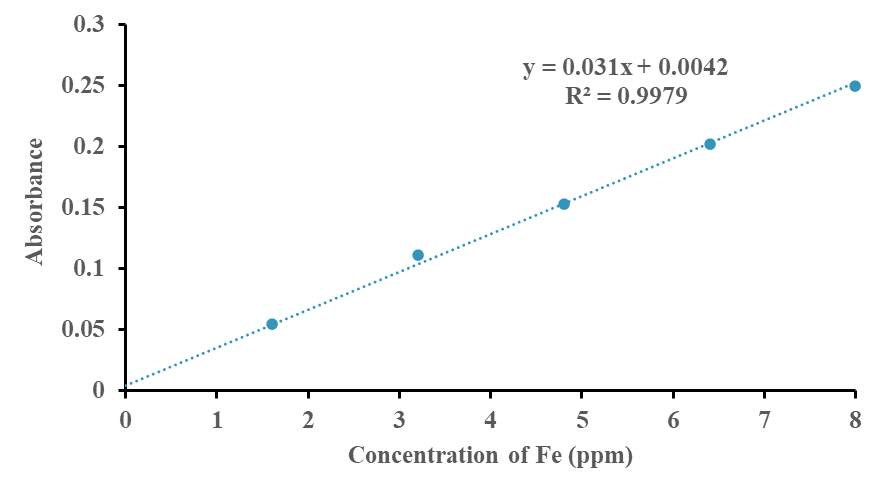 0.3
0.25
0.2
0.15
0.1
0.05
0
Absorbance
y = 0.031x + 0.0042
R² = 0.9979
0 1 2 3 4 5 6 7 8
Concentration of Fe (ppm)